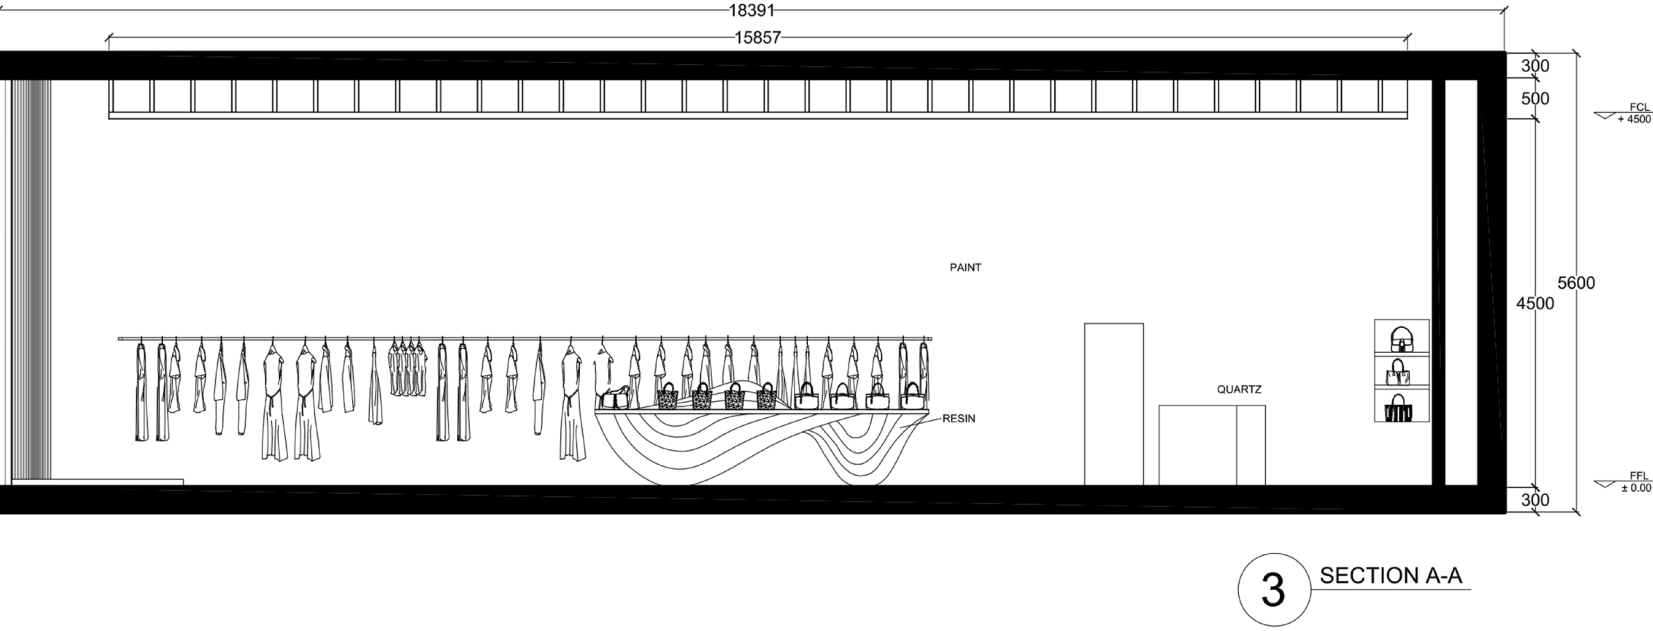 18391
15857
300
500
FCL
+ 4500
PAINT
5600
4500
QUARTZ
RESIN
FFL
± 0.00
300
3
SECTION A-A